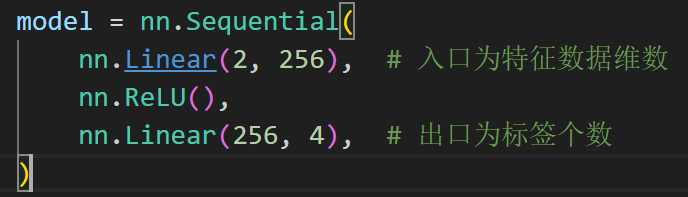 model = nn.Sequential(
    nn.Linear(2, 256),  # 入口为特征数据维数
    nn.ReLU(),
    nn.Linear(256, 4),  # 出口为标签个数
)